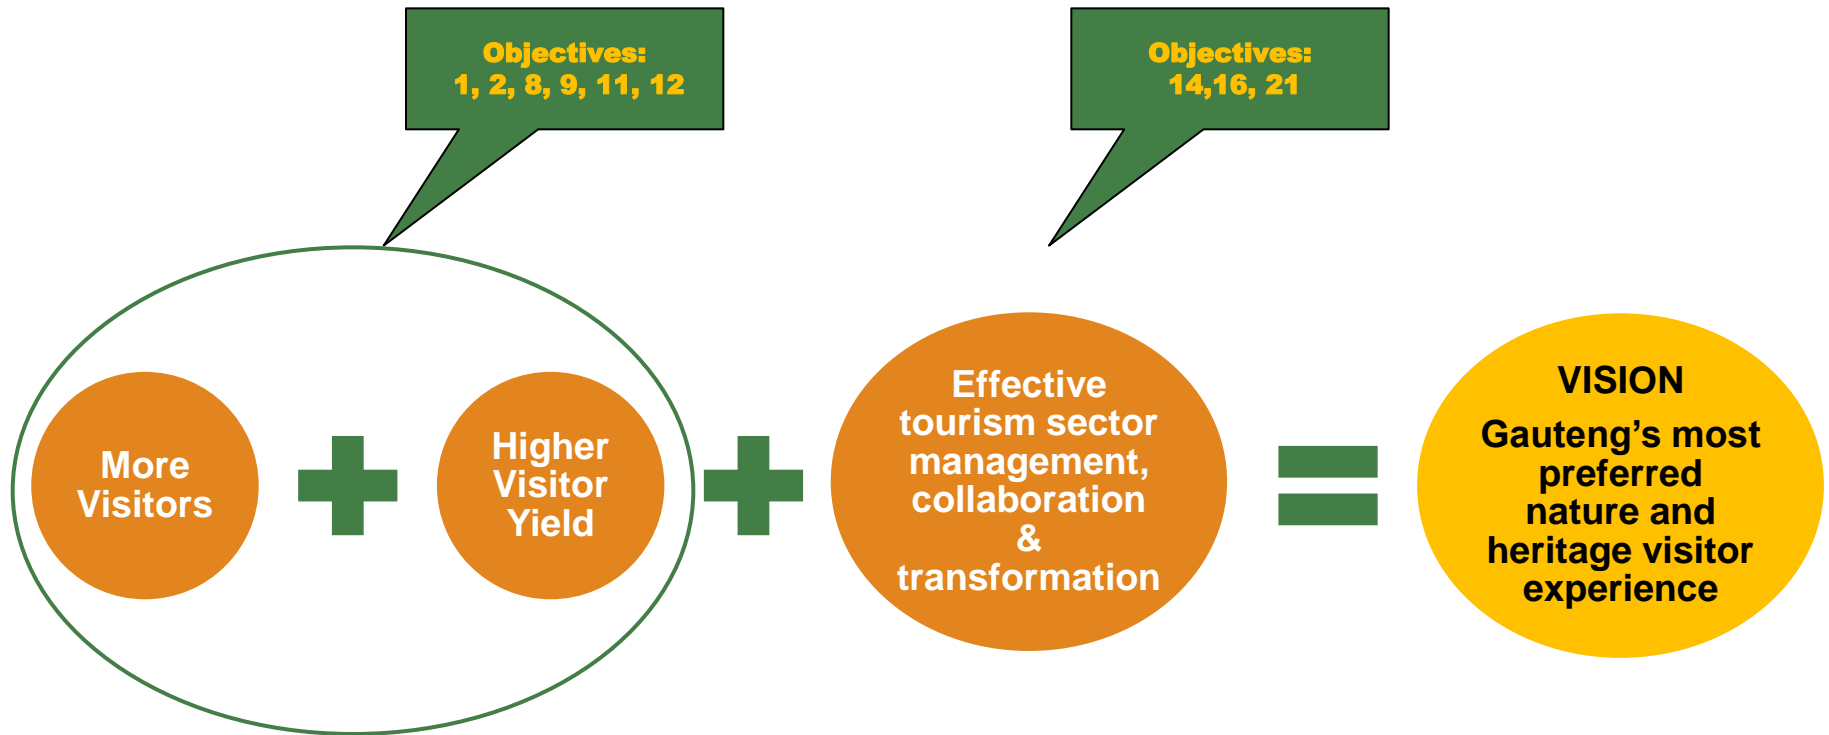 Objectives:
1, 2, 8, 9, 11, 12
Objectives:
14,16, 21
More
Visitors
Higher
Visitor
Yield
Effective
tourism sector
management,
collaboration
&
transformation
VISION
Gauteng’s most
preferred
nature and
heritage visitor
experience